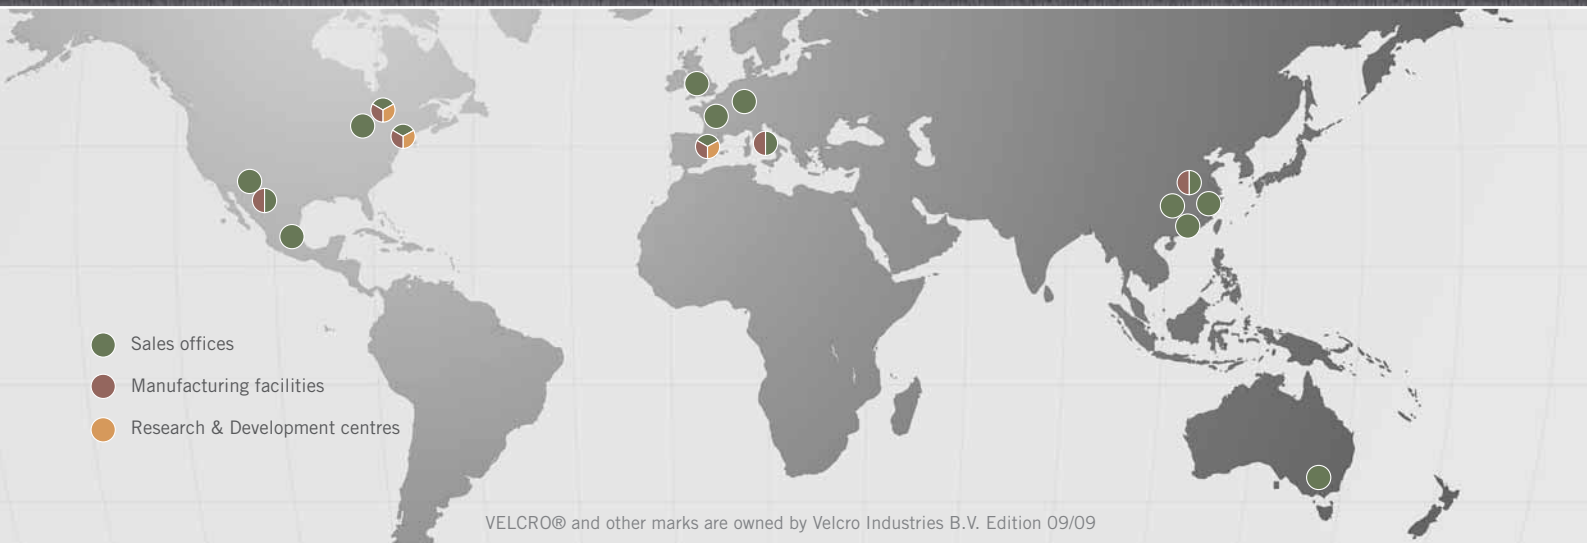 Sales offices
Manufacturing facilities
Research & Development centres
VELCRO® and other marks are owned by Velcro Industries B.V. Edition 09/09